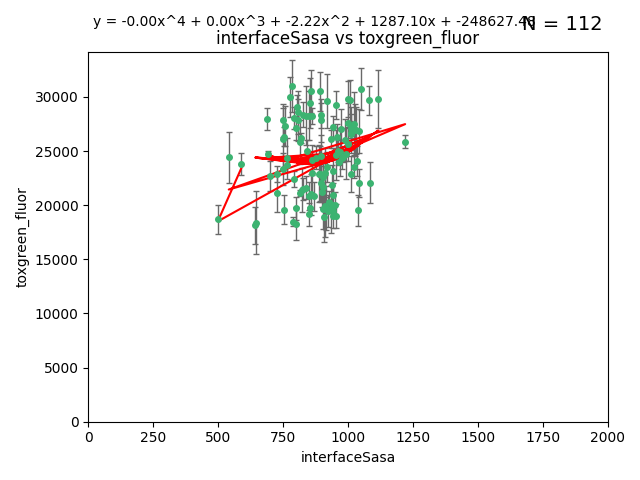 y = -0.00x^4 + 0.00x^3 + -2.22x^2 + 1287.10x + -248627.48
N = 112
interfaceSasa vs toxgreen_fluor
30000
25000
20000
15000
10000
5000
0
toxgreen_fluor
0 250 500 750 1000 1250 1500 1750 2000
interfaceSasa